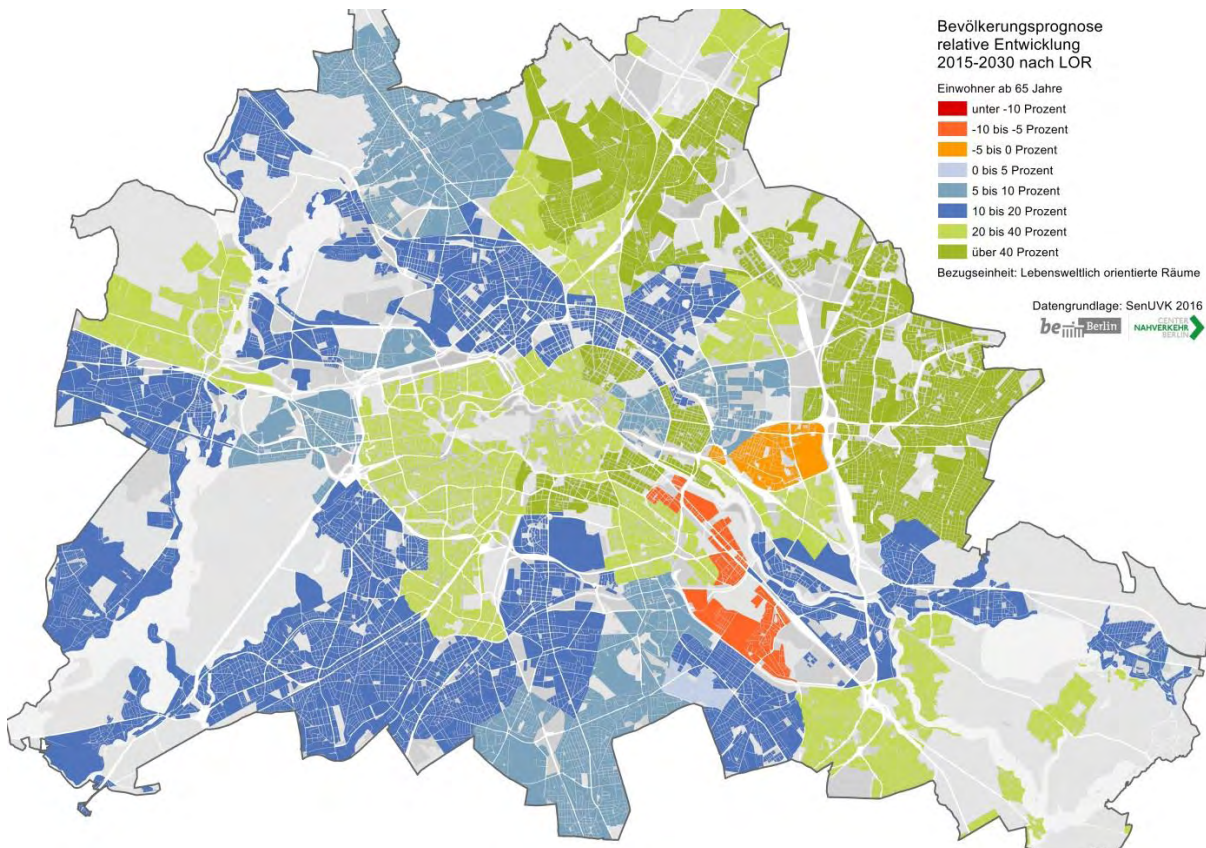 Bevölkerungsprognose
relative Entwicklung
2015-2030 nach LOR
Einwohner ab 65 Jahre
unter -10 Prozent
-10 bis -5 Prozent
-5 bis 0 Prozent
0 bis 5 Prozent
5 bis 10 Prozent
10 bis 20 Prozent
20 bis 40 Prozent
über 40 Prozent
Bezugseinheit: Lebensweltlich orientierte Räume
Datengrundlage: SenUVK 2016
be Berlin
CENTER
NAHVERKEHR
BERLIN